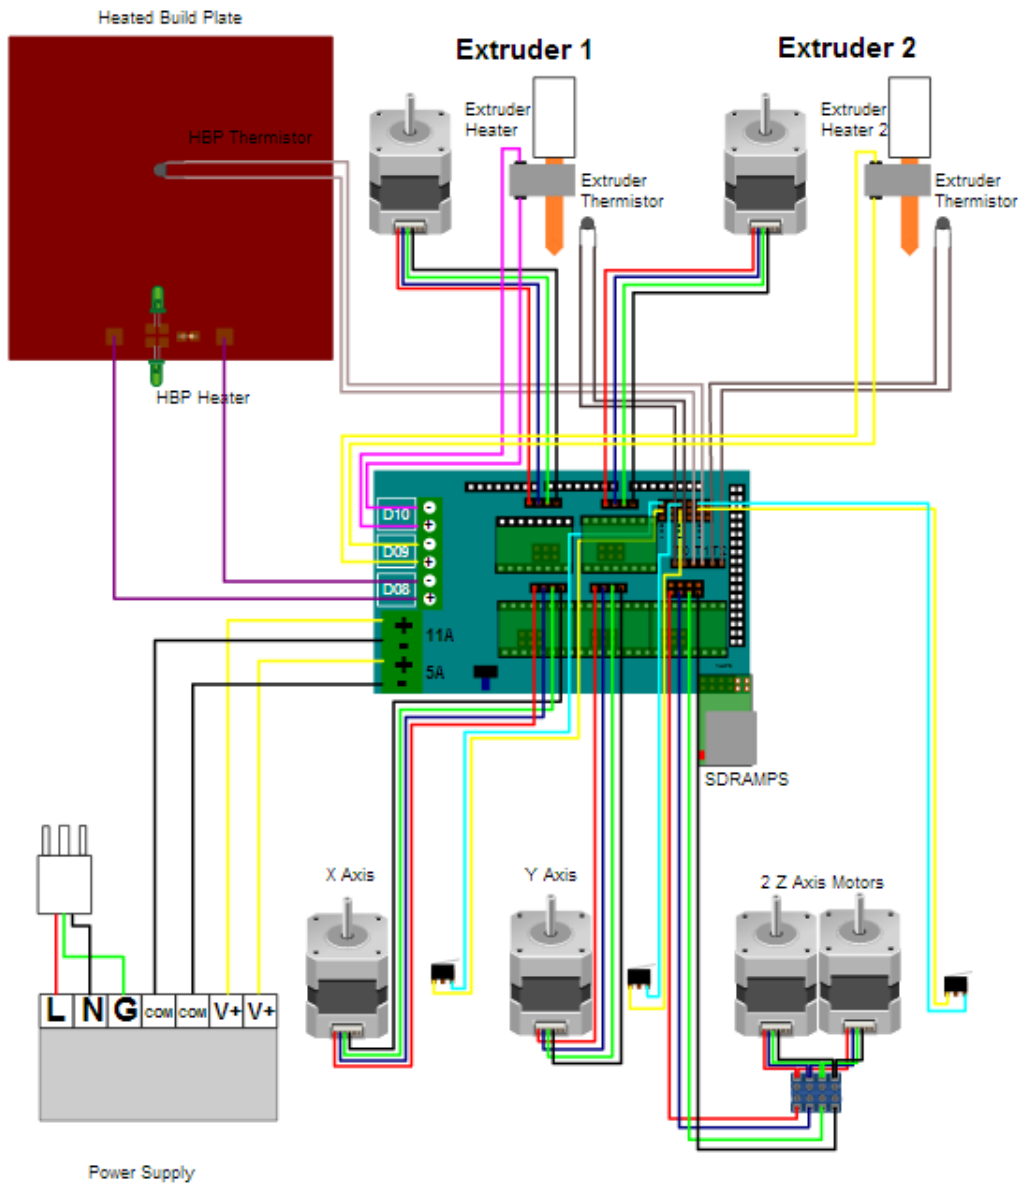 Heated Build Plate
Extruder 1
Extruder 2
Extruder
Heater
Extruder
Heater 2
HBP Thermistor
Extruder
Thermistor
Extruder
Thermistor
HBP Heater
D10
-
+
D09
-
+
D08
-
+
+
11A
-
+
5A
-
SDRAMPS
X Axis
Y Axis
2 Z Axis Motors
L N G COM COM V+ V+
Power Supply